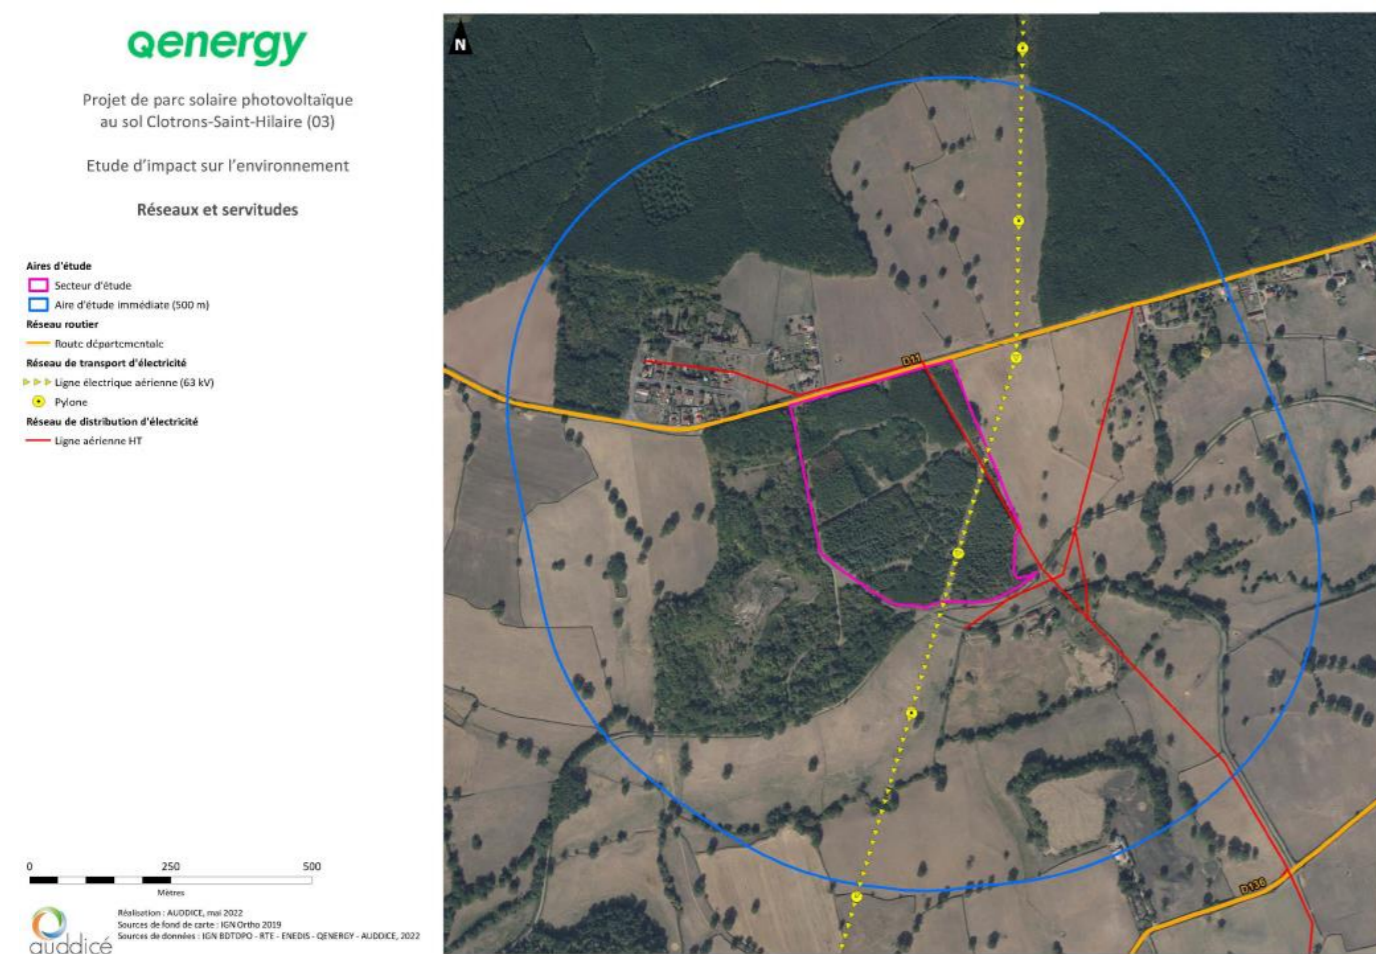 Qenergy
Projet de parc solaire photovoltaïque
au sol Clotrons-Saint-Hilaire (03)
Etude d'impact sur l'environnement
Réseaux et servitudes
Aires d'étude
Secteur d'étude
Aire d'étude immédiate (500 m)
Réseau routier
Route départementale
Réseau de transport d'électricité
Ligne électrique aérienne (63 kV)
Pylone
Réseau de distribution d'électricité
Ligne aérienne HT
0 250 500
Mètres
auddicé
Réalisation : AUDDICE, mai 2022
Sources de fond de carte : IGN Ortho 2019
Sources de données : IGN BDTOPO - RTE - ENEDIS - QENERGY - AUDDICE, 2022
N
D11
D136